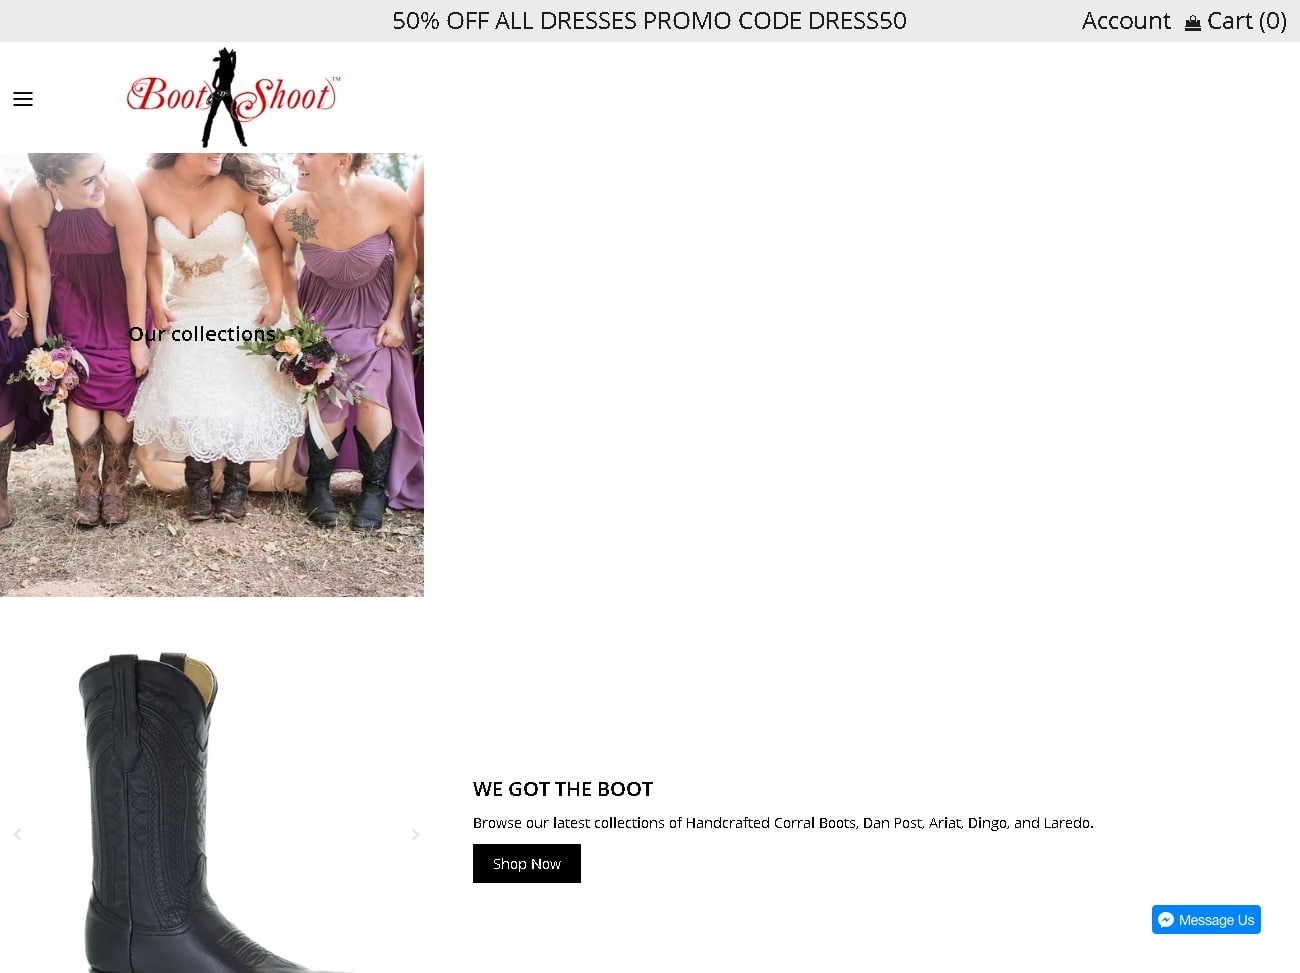 50% OFF ALL DRESSES PROMO CODE DRESS50
Account Cart (0)
Boot Shoot™
Our collections
WE GOT THE BOOT
Browse our latest collections of Handcrafted Corral Boots, Dan Post, Ariat, Dingo, and Laredo.
Shop Now
Message Us